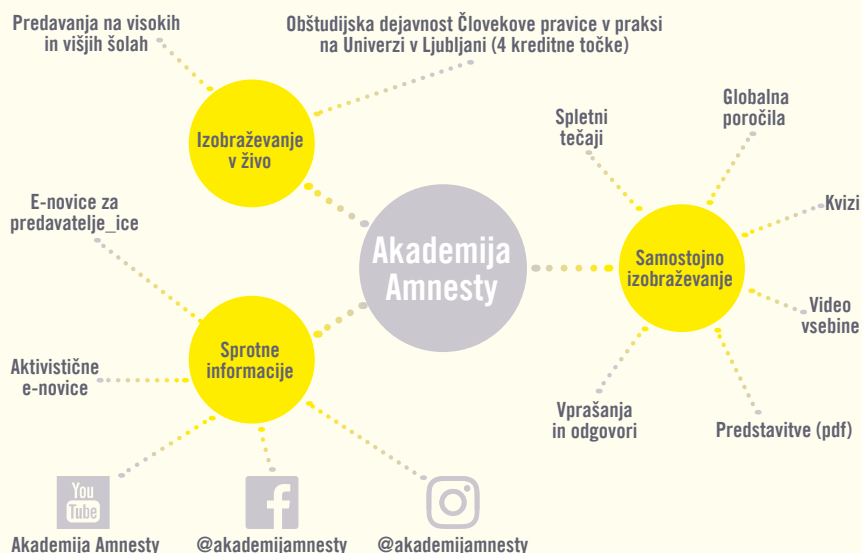 Predavanja na visokih
in višjih šolah
Obštudijska dejavnost Človekove pravice v praksi
na Univerzi v Ljubljani (4 kreditne točke)
Izobraževanje
v živo
E-novice za
predavatelje_ice
Akademija
Amnesty
Spletni
tečaji
Globalna
poročila
Kvizi
Samostojno
izobraževanje
Video
vsebine
Sprotne
informacije
Aktivistične
e-novice
Vprašanja
in odgovori
Predstavitve (pdf)
You
Tube
Akademija Amnesty
@akademijamnesty
@akademijamnesty